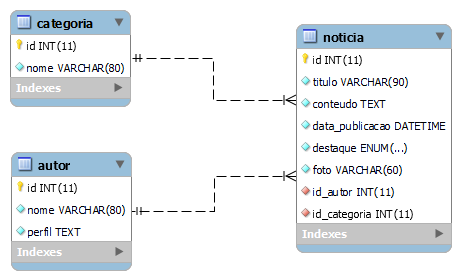 categoria
id INT(11)
nome VARCHAR(80)
Indexes
autor
id INT(11)
nome VARCHAR(80)
perfil TEXT
Indexes
noticia
id INT(11)
titulo VARCHAR(90)
conteudo TEXT
data_publicacao DATETIME
destaque ENUM(...)
foto VARCHAR(60)
id_autor INT(11)
id_categoria INT(11)
Indexes